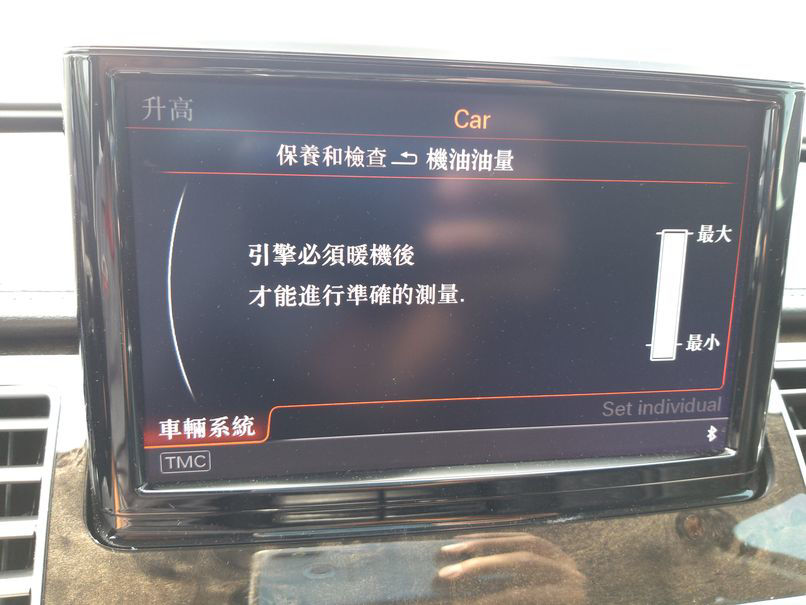 升高
Car
保養和檢查 機油油量
引擎必須暖機後
才能進行準確的測量.
最大
最小
Set individual
車輛系統
TMC